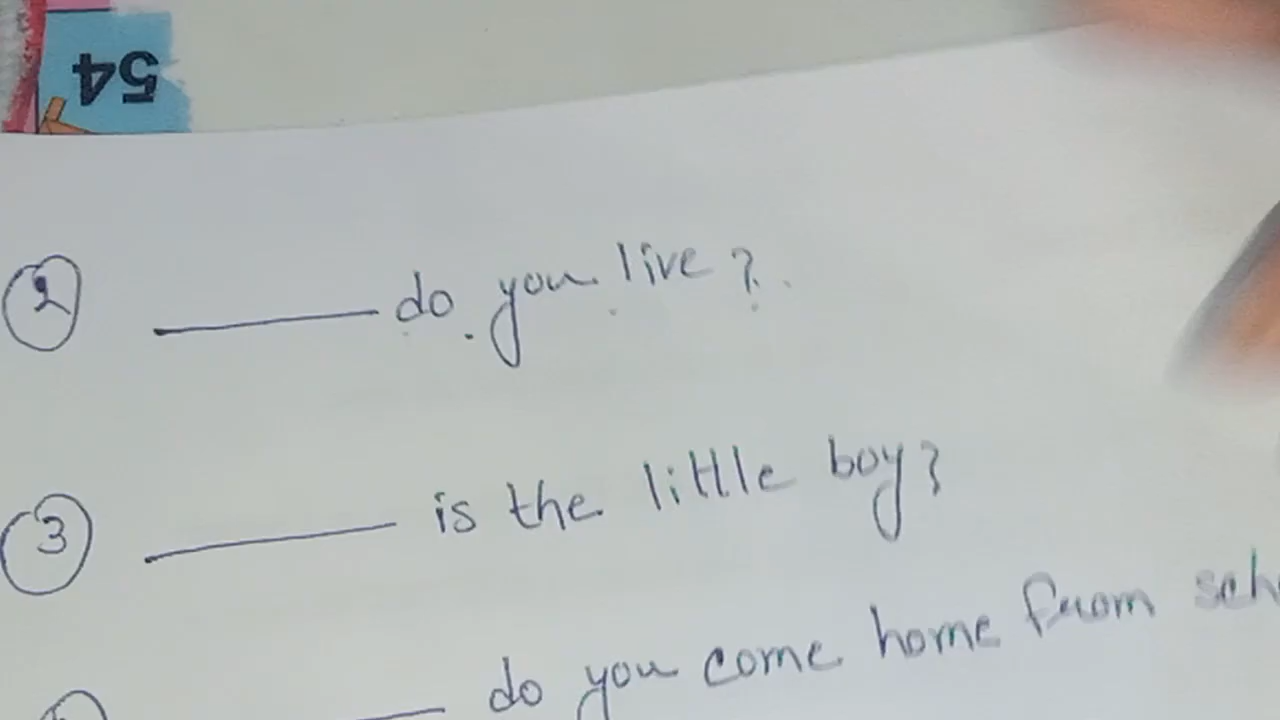 54
2 ______ do you live?
3 ______ is the little boy?
______ do you come home from